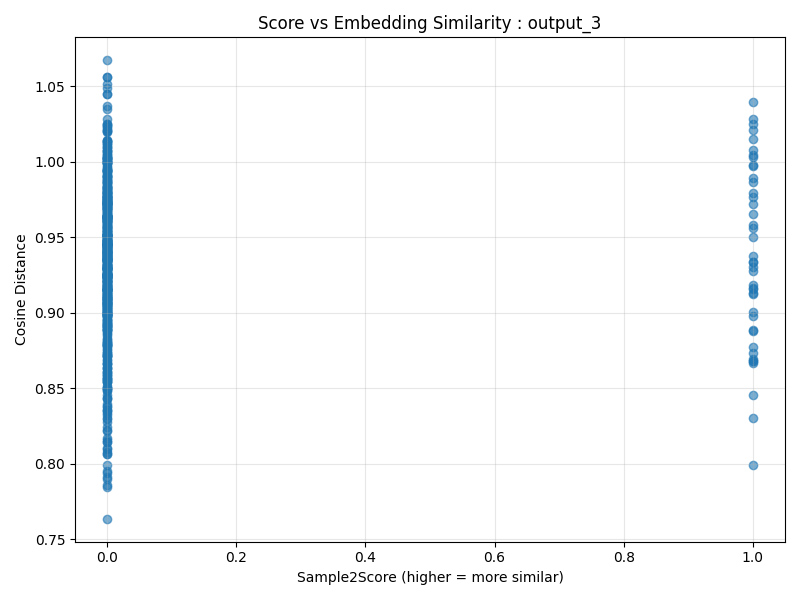 Score vs Embedding Similarity : output_3
Cosine Distance
1.05
1.00
0.95
0.90
0.85
0.80
0.75
0.0 0.2 0.4 0.6 0.8 1.0
Sample2Score (higher = more similar)